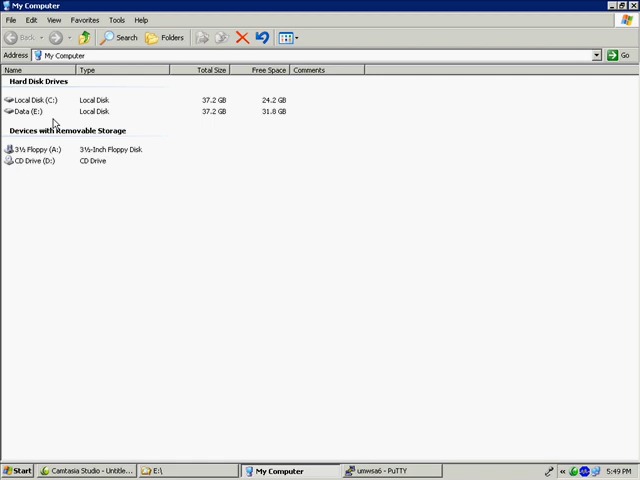 My Computer
File Edit View Favorites Tools Help
Back Search Folders
Address My Computer Go
Name Type Total Size Free Space Comments
Hard Disk Drives
Local Disk (C:) Local Disk 37.2 GB 24.2 GB
Data (E:) Local Disk 37.2 GB 31.8 GB
Devices with Removable Storage
3½ Floppy (A:) 3½-Inch Floppy Disk
CD Drive (D:) CD Drive
Start Camtasia Studio - Untitle... E:\ My Computer umwsa6 - PuTTY « 5:49 PM